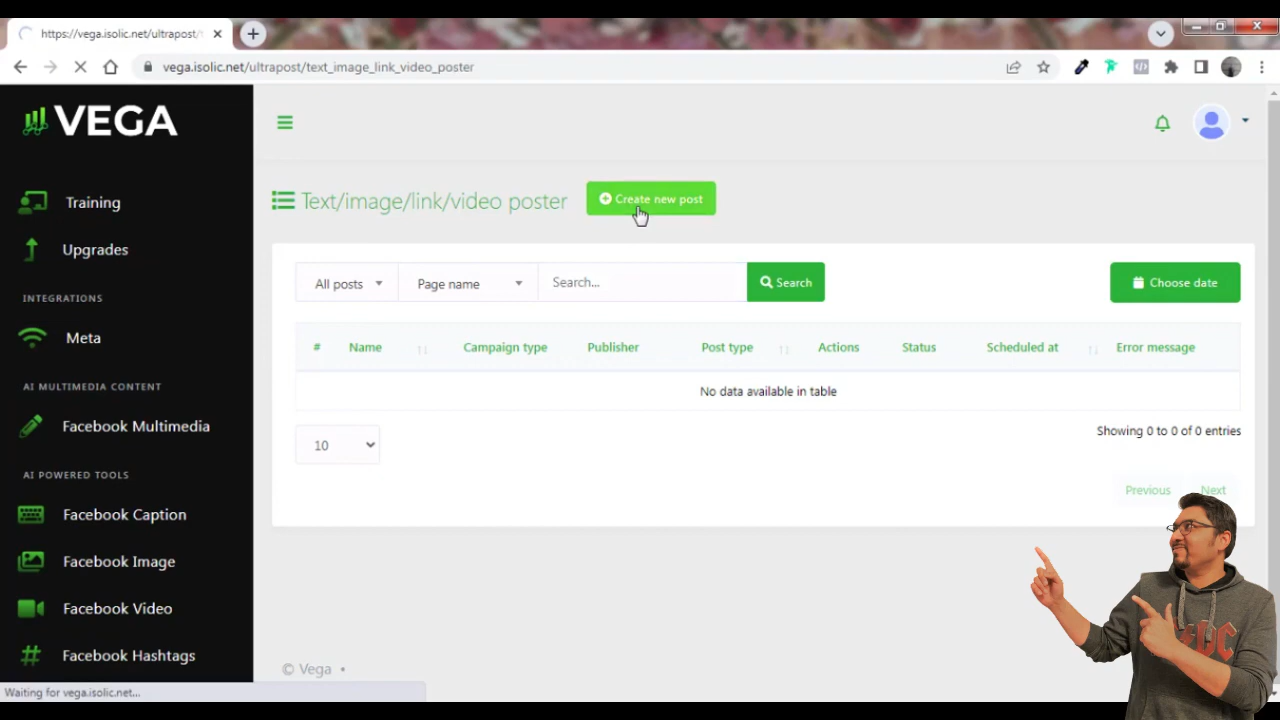 https://vega.isolic.net/ultrapost/t
vega.isolic.net/ultrapost/text_image_link_video_poster
VEGA
Training
Upgrades
INTEGRATIONS
Meta
AI MULTIMEDIA CONTENT
Facebook Multimedia
AI POWERED TOOLS
Facebook Caption
Facebook Image
Facebook Video
Facebook Hashtags
Text/image/link/video poster
Create new post
All posts
Page name
Search...
Search
Choose date
# Name Campaign type Publisher Post type Actions Status Scheduled at Error message
No data available in table
10
Showing 0 to 0 of 0 entries
Previous Next
© Vega •
Waiting for vega.isolic.net...